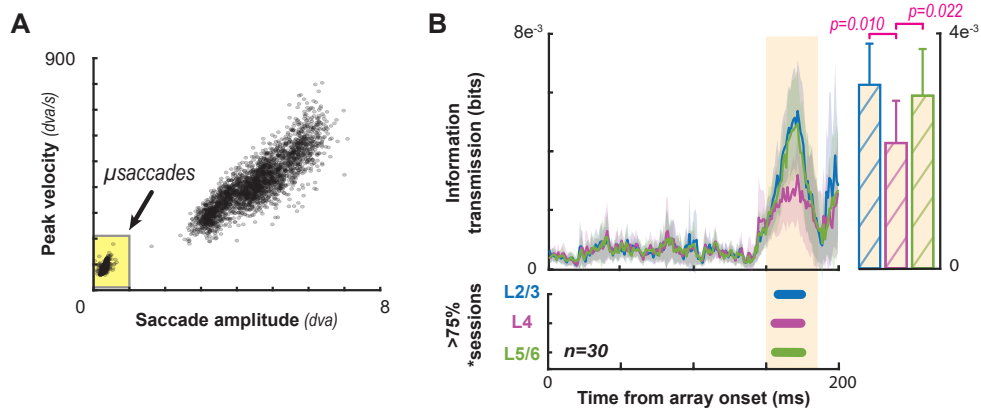 A
900
Peak velocity (dva/s)
µsaccades
0
8
Saccade amplitude (dva)
B
8e-3
Information
transmission (bits)
0
p=0.010
p=0.022
4e-3
0
>75%
*sessions
L2/3
L4
L5/6
n=30
0
200
Time from array onset (ms)